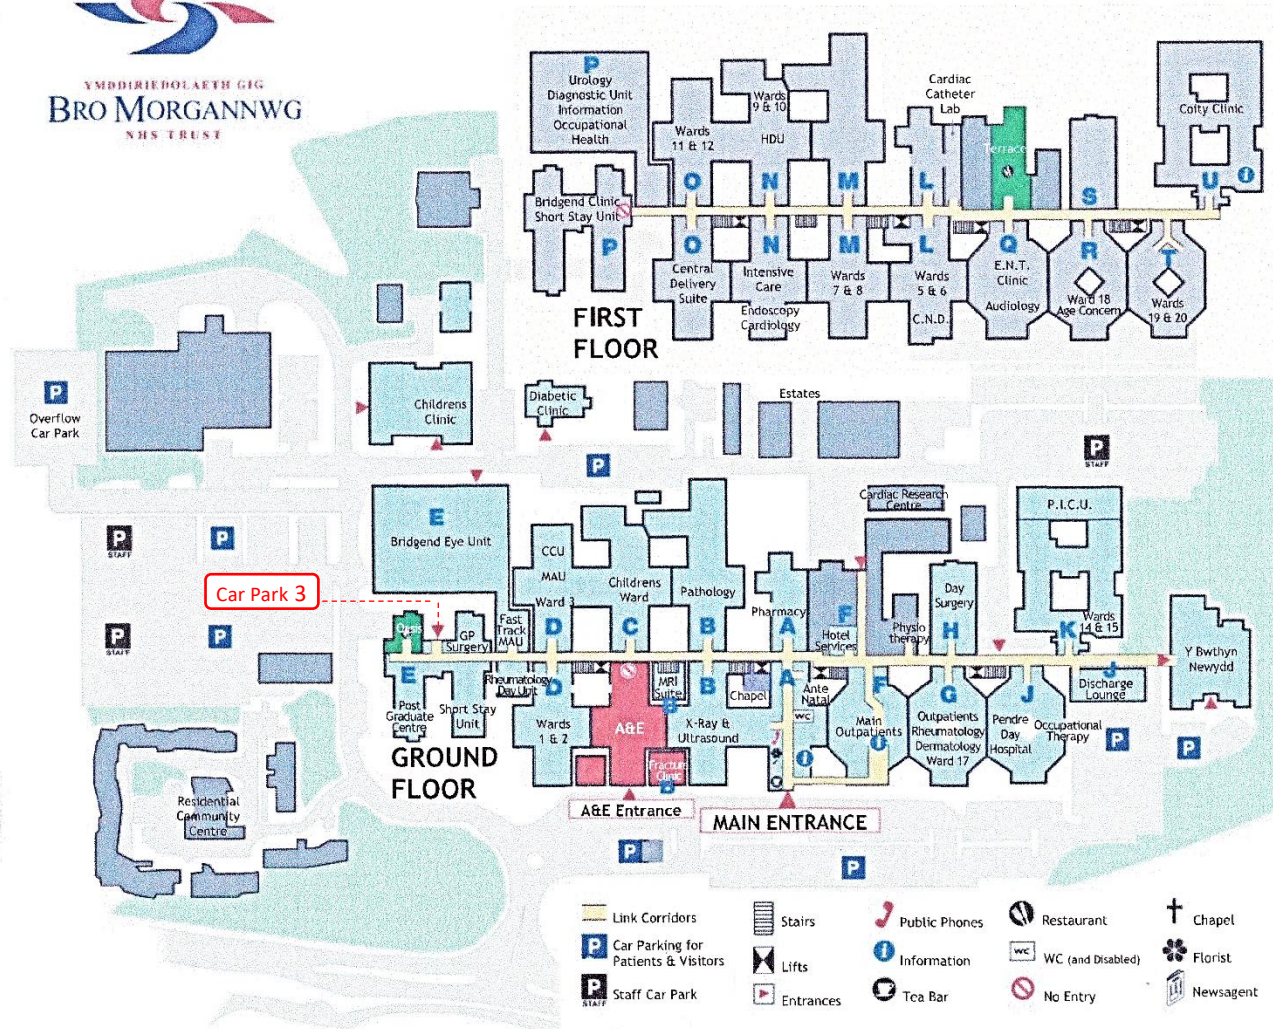 YMDDIRIEDOLAETH GIG
BRO MORGANNWG
NHS TRUST
P
Urology
Diagnostic Unit
Information
Occupational
Health
Wards
11 & 12
Wards
9 & 10
HDU
Cardiac
Catheter
Lab
Terrace
Coity Clinic
O
N
M
L
S
U
i
Bridgend Clinic
Short Stay Unit
P
O
N
M
L
Q
R
T
Central
Delivery
Suite
Intensive
Care
Endoscopy
Cardiology
Wards
7 & 8
Wards
5 & 6
C.N.D.
E.N.T.
Clinic
Audiology
Ward 18
Age Concern
Wards
19 & 20
FIRST
FLOOR
P
Overflow
Car Park
Childrens
Clinic
Diabetic
Clinic
Estates
P
P
STAFF
E
Bridgend Eye Unit
CCU
MAU
Ward 3
Childrens
Ward
Pathology
Pharmacy
Cardiac Research
Centre
P.I.C.U.
Day
Surgery
Wards
14 & 15
P
STAFF
P
Car Park 3
P
STAFF
P
Oasis
GP
Surgery
Fast
Track
MAU
D
C
B
A
F
Hotel
Services
Physio
therapy
H
K
Y Bwthyn
Newydd
E
Post
Graduate
Centre
Short Stay
Unit
Rheumatology
Day Unit
D
Wards
1 & 2
A&E
MRI
Suite
B
B
Chapel
X-Ray &
Ultrasound
Fracture
Clinic
B
A
Ante
Natal
WC
i
F
Main
Outpatients
i
G
Outpatients
Rheumatology
Dermatology
Ward 17
J
Pendre
Day
Hospital
Occupational
Therapy
J
Discharge
Lounge
P
P
GROUND
FLOOR
A&E Entrance
MAIN ENTRANCE
Residential
Community
Centre
P
P
Link Corridors
P
Car Parking for
Patients & Visitors
P
STAFF
Staff Car Park
Stairs
Lifts
Entrances
Public Phones
i
Information
Tea Bar
Restaurant
WC
WC (and Disabled)
No Entry
Chapel
Florist
Newsagent